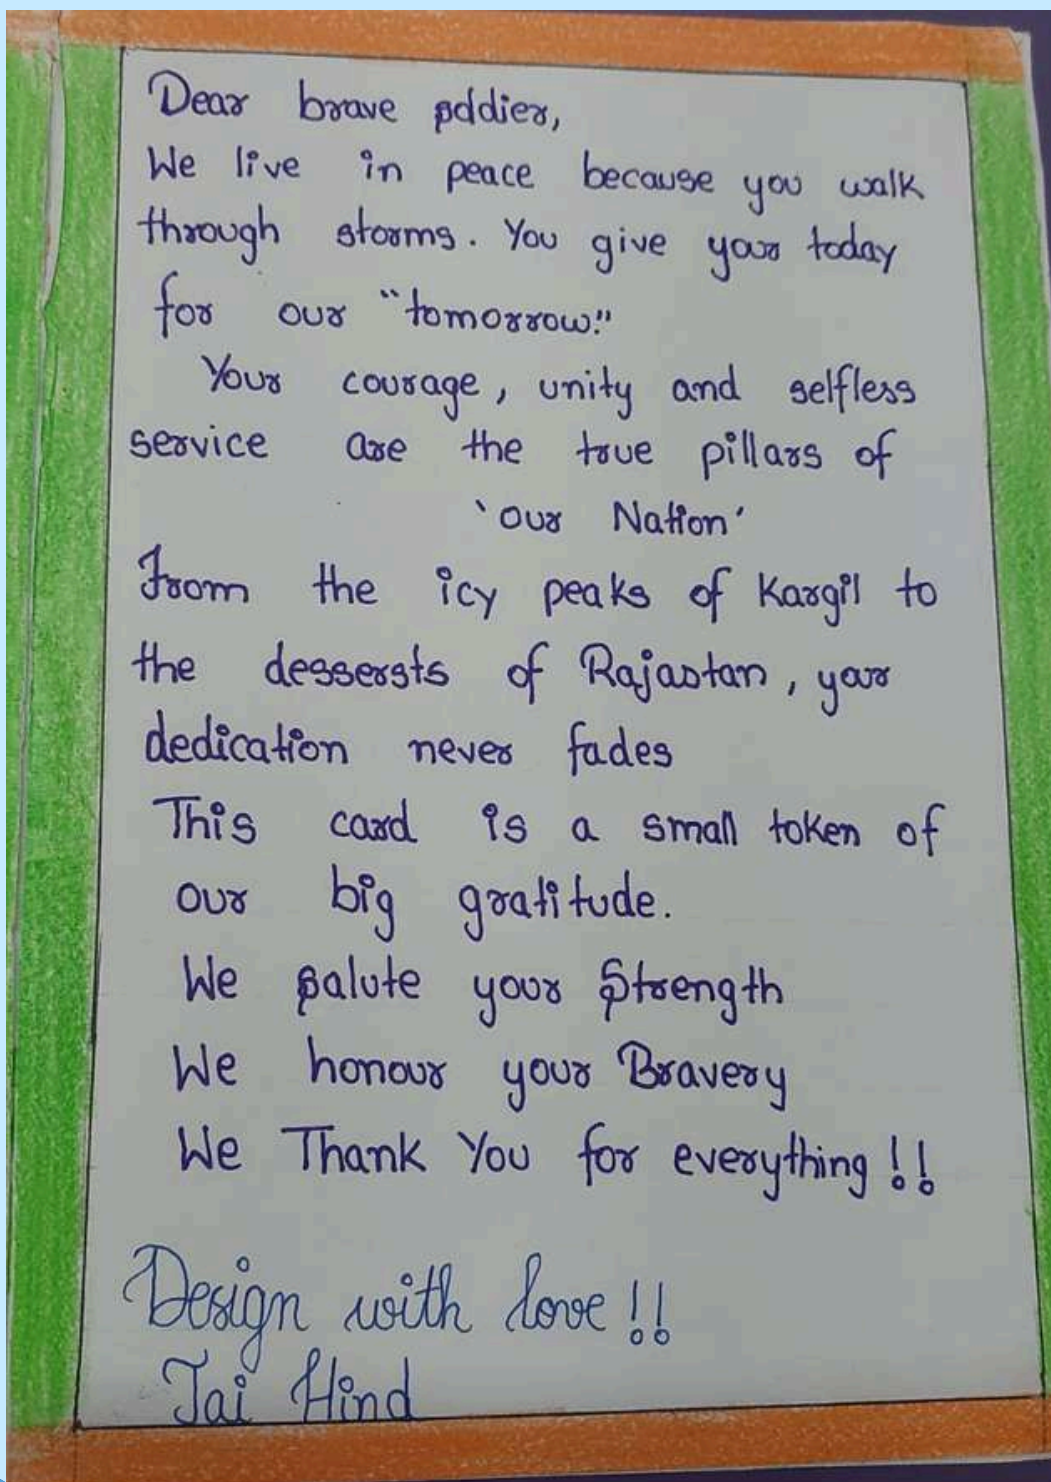 Dear brave soldier,
We live in peace because you walk
through storms. You give your today
for our "tomorrow."
Your courage, unity and selfless
service are the true pillars of
'our Nation'
From the icy peaks of Kargil to
the dessersts of Rajastan, your
dedication never fades
This card is a small token of
our big gratitude.
We salute your Strength
We honour your Bravery
We Thank You for everything!!
Design with love!!
Jai Hind